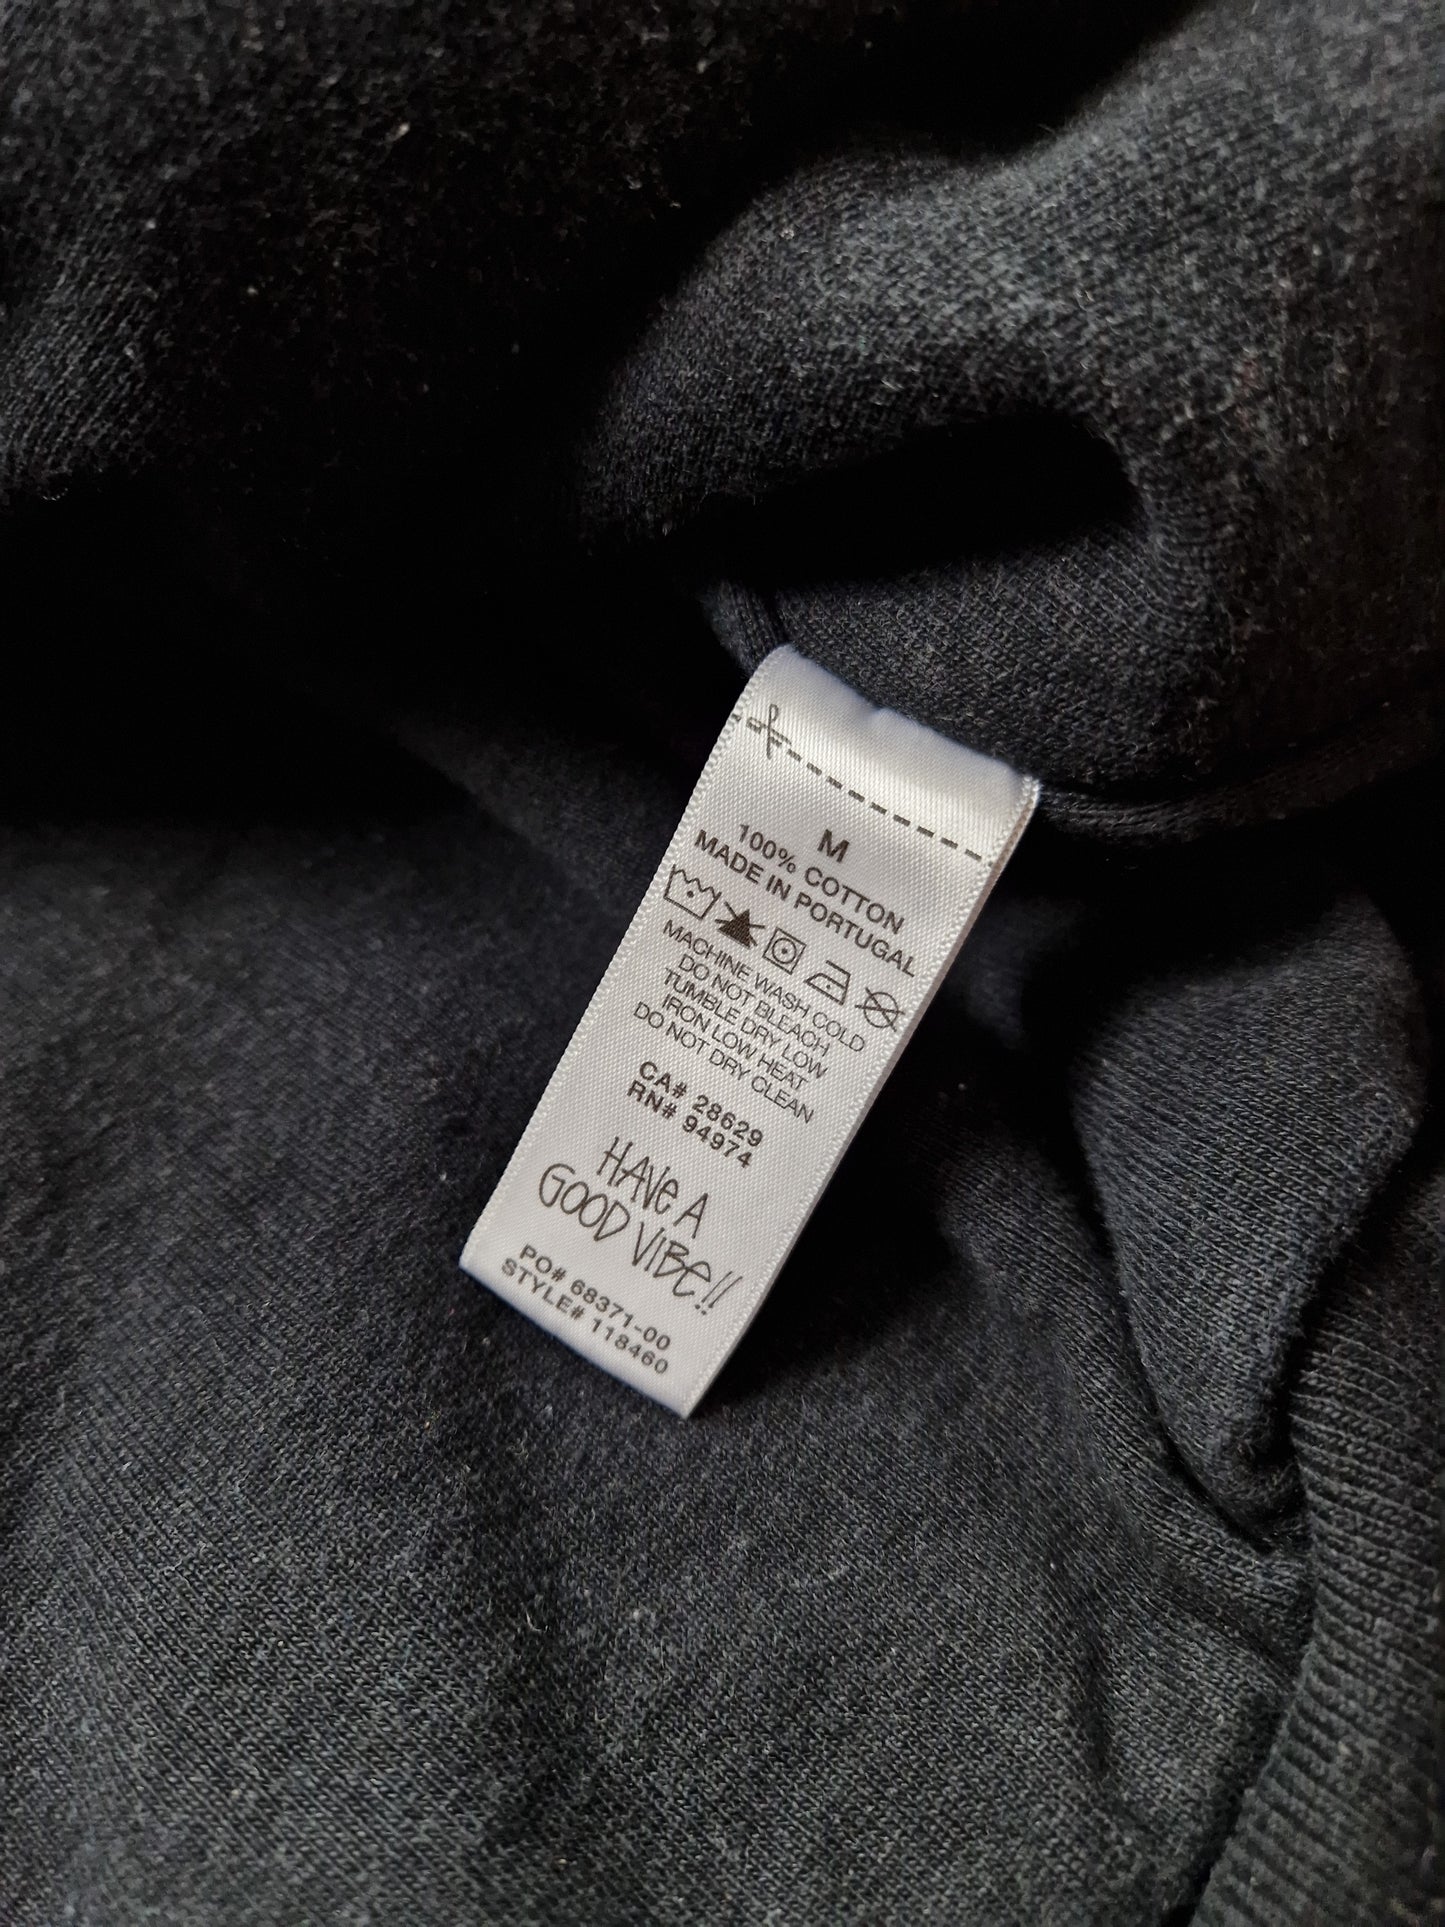 M
100% COTTON
MADE IN PORTUGAL
MACHINE WASH COLD
DO NOT BLEACH
TUMBLE DRY LOW
IRON LOW HEAT
DO NOT DRY CLEAN
CA# 28629
RN# 94974
HAVE A
GOOD VIBE!!
PO# 68371-00
STYLE# 118460